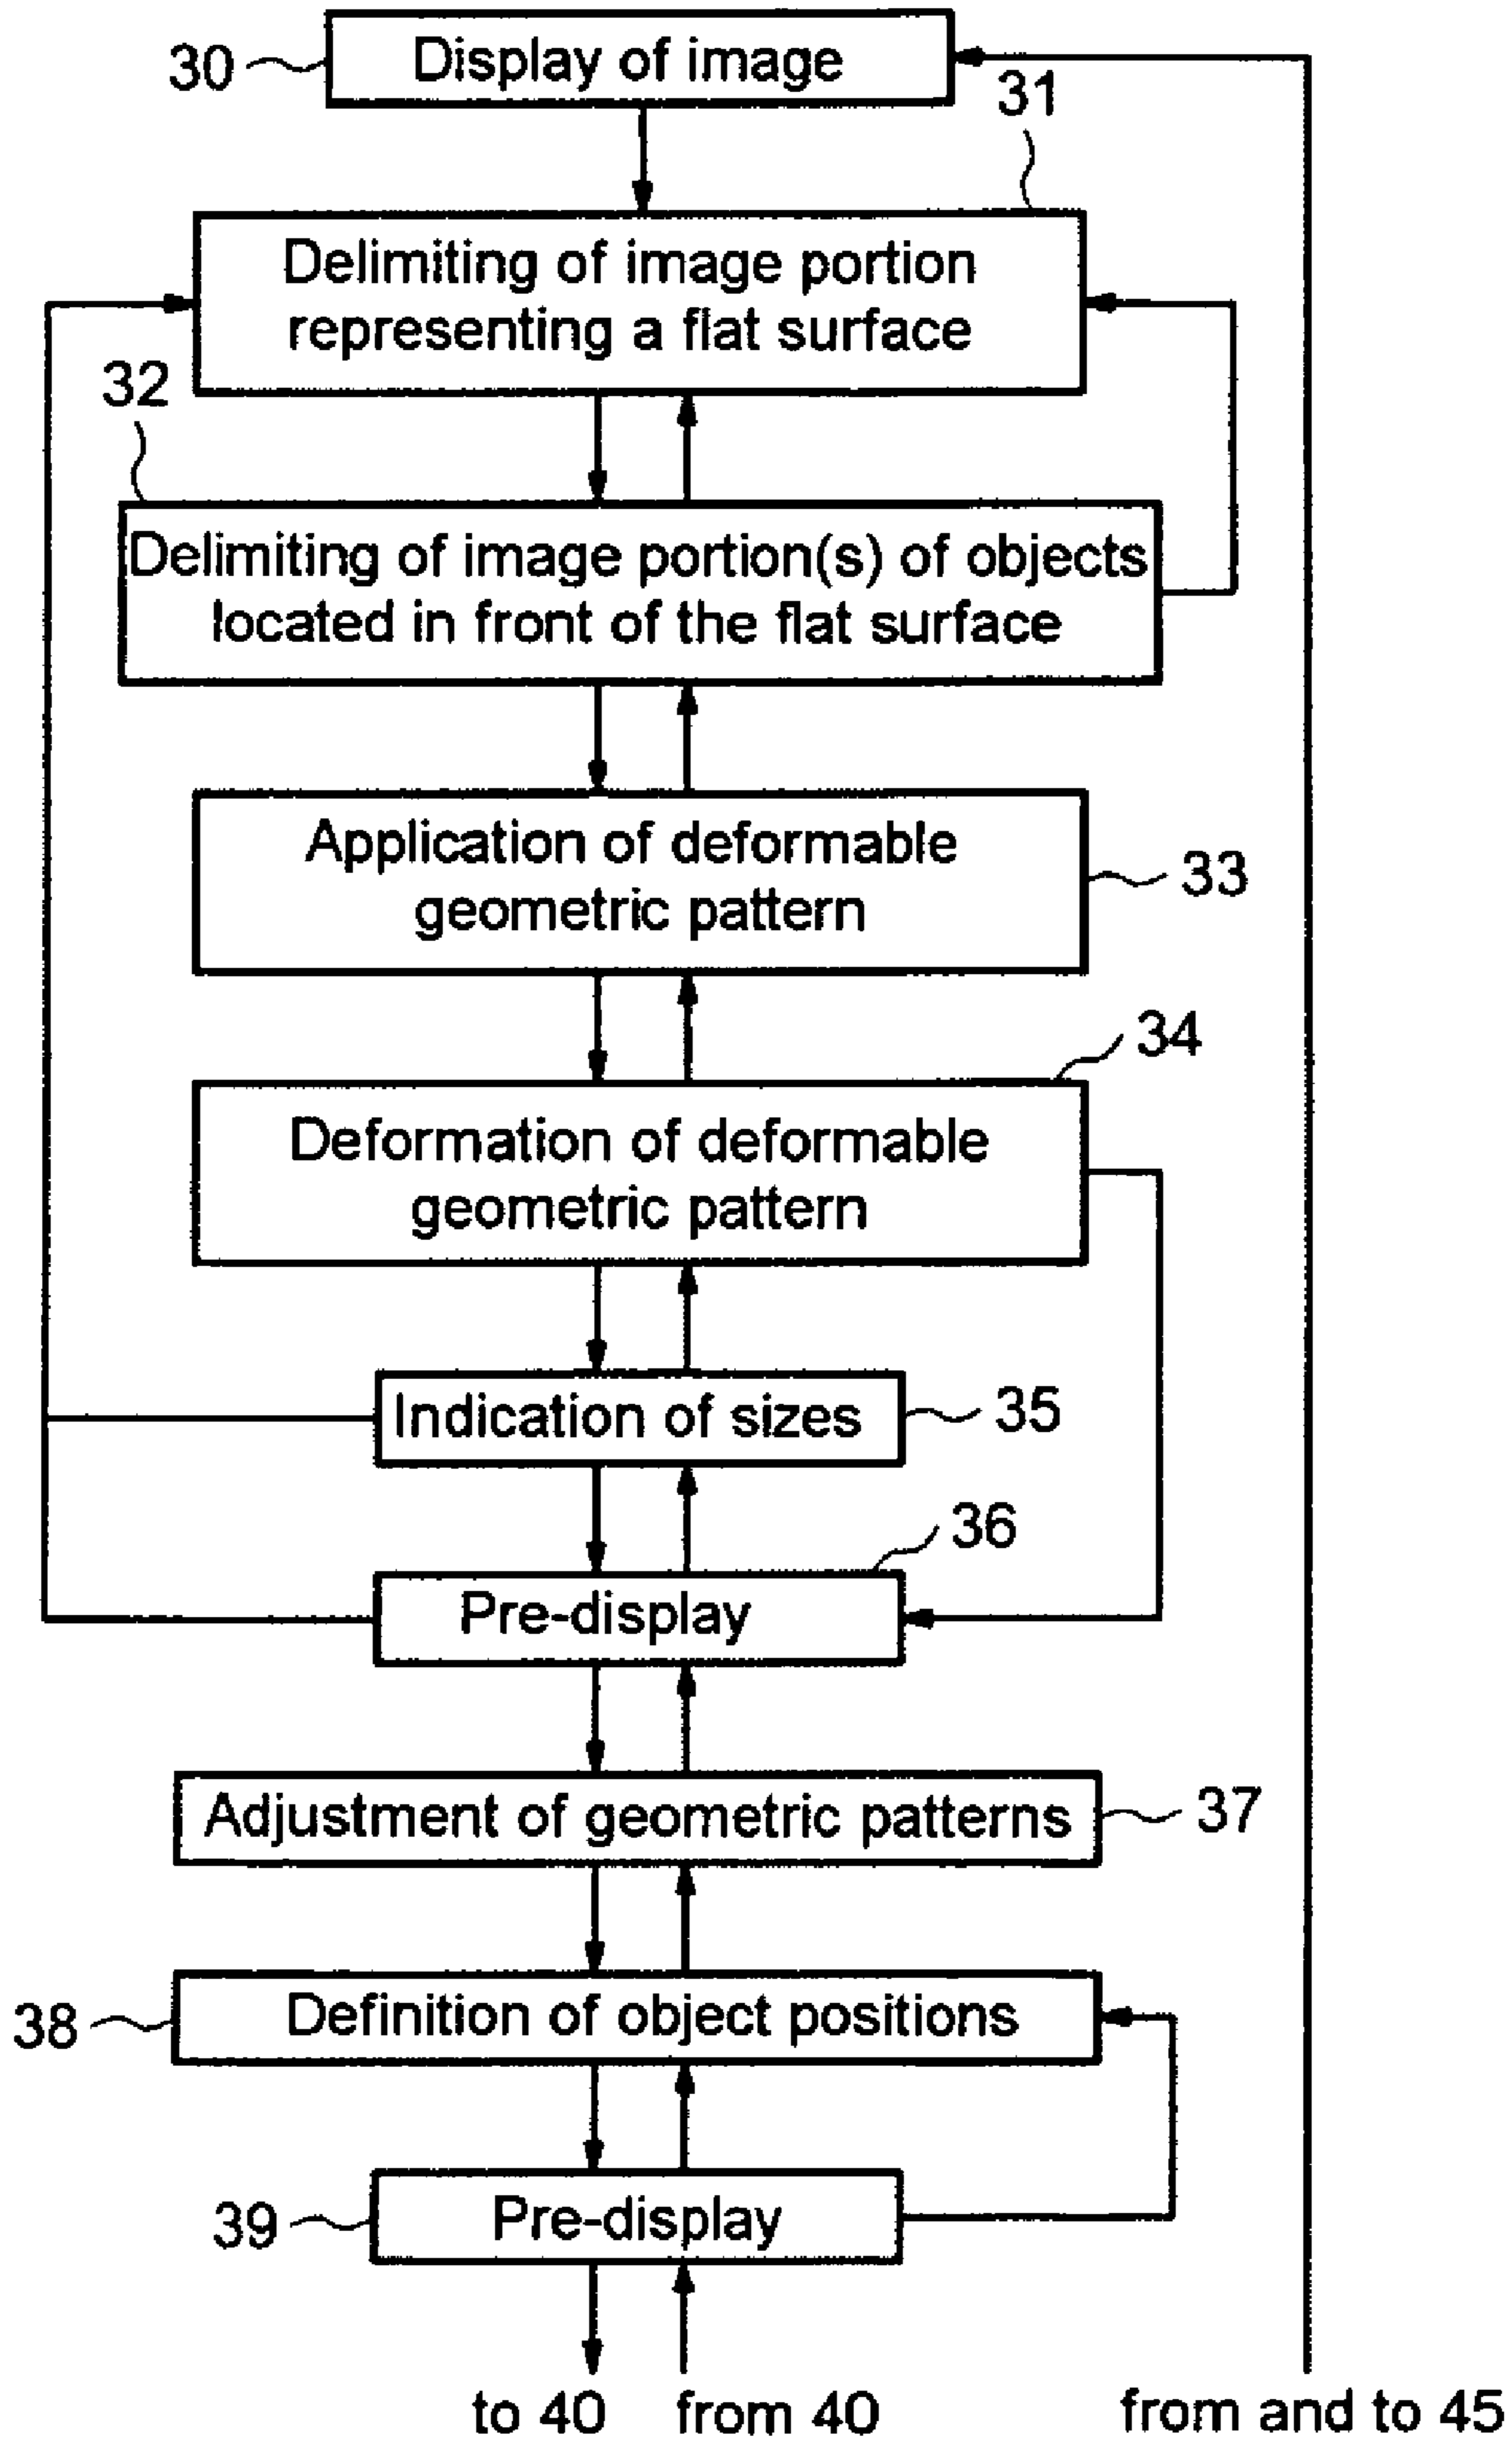 30
Display of image
31
Delimiting of image portion
representing a flat surface
32
Delimiting of image portion(s) of objects
located in front of the flat surface
Application of deformable
geometric pattern
33
34
Deformation of deformable
geometric pattern
Indication of sizes
35
36
Pre-display
Adjustment of geometric patterns
37
38
Definition of object positions
39
Pre-display
to 40
from 40
from and to 45